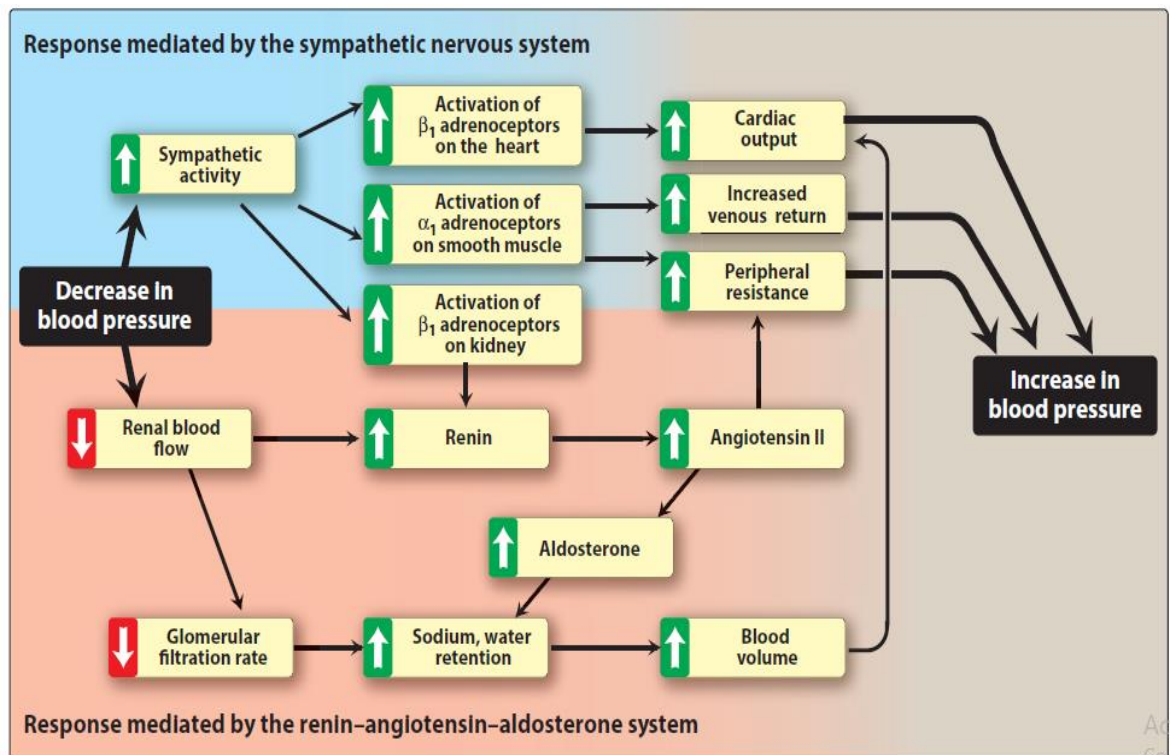 Response mediated by the sympathetic nervous system
Activation of
β1 adrenoceptors
on the heart
Cardiac
output
Sympathetic
activity
Activation of
α1 adrenoceptors
on smooth muscle
Increased
venous return
Peripheral
resistance
Decrease in
blood pressure
Activation of
β1 adrenoceptors
on kidney
Increase in
blood pressure
Renal blood
flow
Renin
Angiotensin II
Aldosterone
Glomerular
filtration rate
Sodium, water
retention
Blood
volume
Response mediated by the renin–angiotensin–aldosterone system